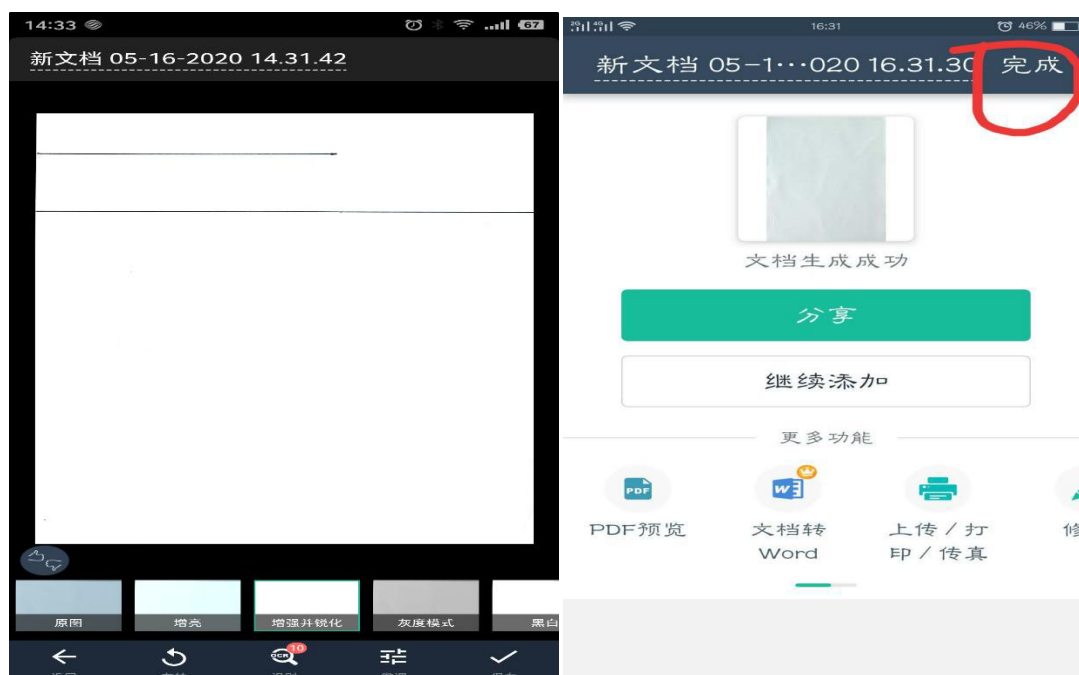 14:33
67
新文档 05-16-2020 14.31.42
原图
增亮
增强并锐化
灰度模式
黑白
OCR
10
16:31
46%
新文档 05-1···020 16.31.30
完成
文档生成成功
分享
继续添加
更多功能
PDF
W
PDF预览
文档转
Word
上传/打
印/传真